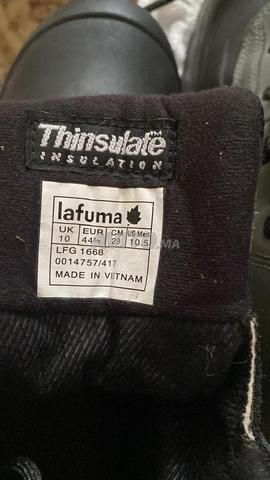 Thinsulate™
INSULATION
lafuma
UK EUR CM US Men
10 44⅔ 29 10.5
LFG 1668
0014757/417
MADE IN VIETNAM